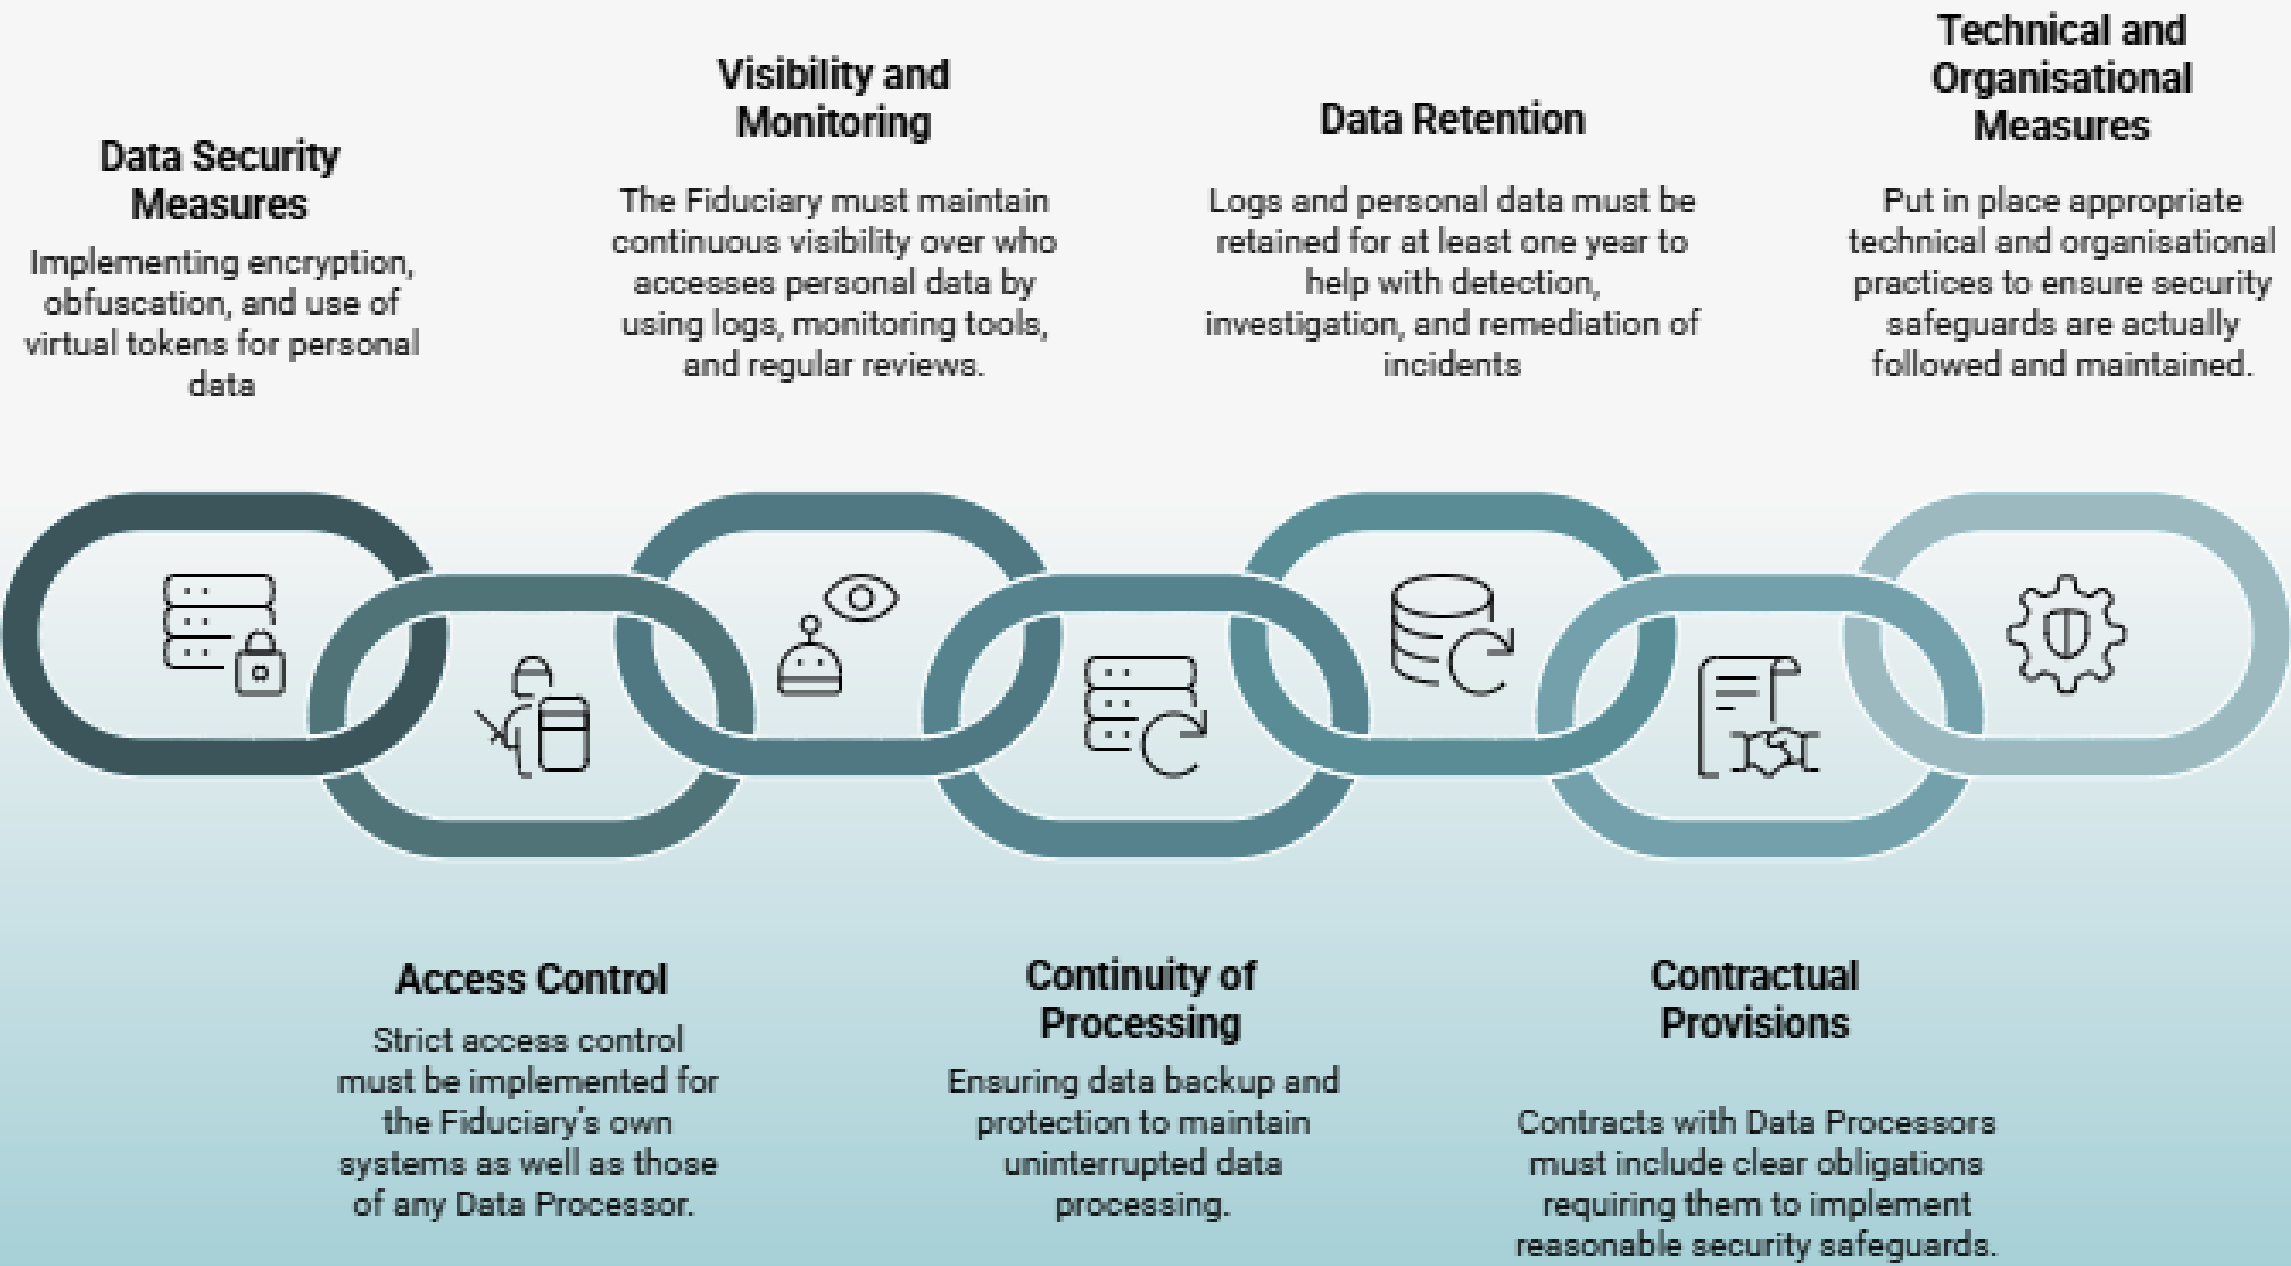 Data Security
Measures
Implementing encryption,
obfuscation, and use of
virtual tokens for personal
data
Access Control
Strict access control
must be implemented for
the Fiduciary's own
systems as well as those
of any Data Processor.
Visibility and
Monitoring
The Fiduciary must maintain
continuous visibility over who
accesses personal data by
using logs, monitoring tools,
and regular reviews.
Continuity of
Processing
Ensuring data backup and
protection to maintain
uninterrupted data
processing.
Data Retention
Logs and personal data must be
retained for at least one year to
help with detection,
investigation, and remediation of
incidents
Contractual
Provisions
Contracts with Data Processors
must include clear obligations
requiring them to implement
reasonable security safeguards.
Technical and
Organisational
Measures
Put in place appropriate
technical and organisational
practices to ensure security
safeguards are actually
followed and maintained.